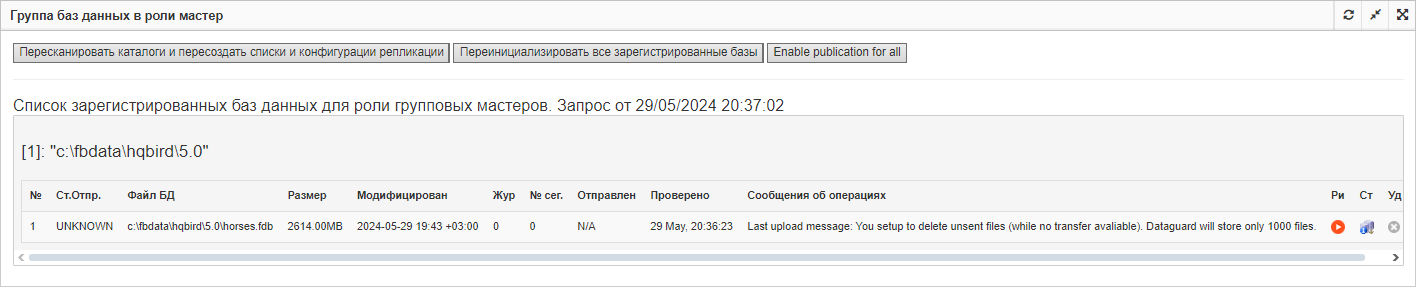 Группа баз данных в роли мастер
Пересканировать каталоги и пересоздать списки и конфигурации репликации Переинициализировать все зарегистрированные базы Enable publication for all
Список зарегистрированных баз данных для роли групповых мастеров. Запрос от 29/05/2024 20:37:02
[1]: "c:\fbdata\hqbird\5.0"
№ Ст.Отпр. Файл БД Размер Модифицирован Жур № сег. Отправлен Проверено Сообщения об операциях Ри Ст Уд
1 UNKNOWN c:\fbdata\hqbird\5.0\horses.fdb 2614.00MB 2024-05-29 19:43 +03:00 0 0 N/A 29 May, 20:36:23 Last upload message: You setup to delete unsent files (while no transfer avaliable). Dataguard will store only 1000 files.